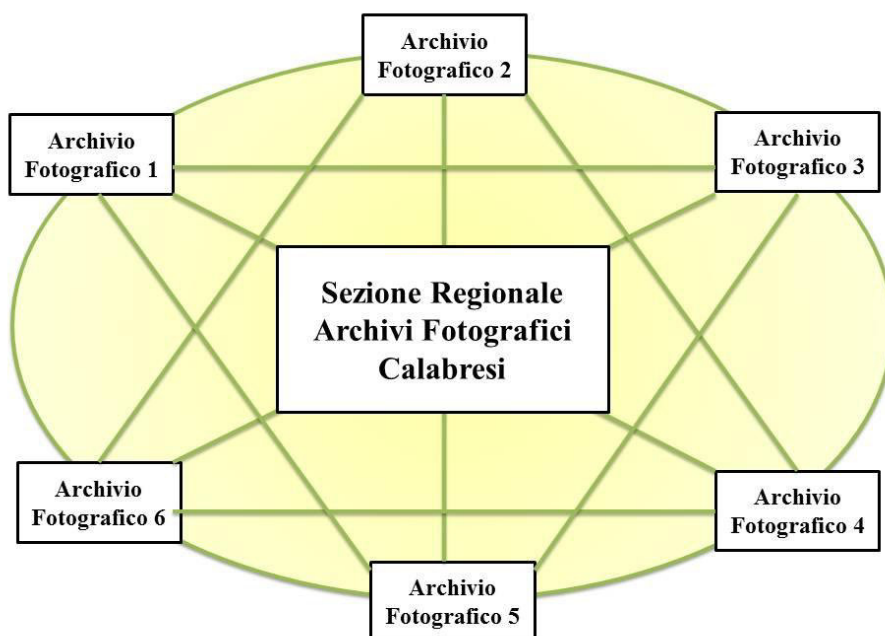 Archivio
Fotografico 2
Archivio
Fotografico 1
Archivio
Fotografico 3
Sezione Regionale
Archivi Fotografici
Calabresi
Archivio
Fotografico 6
Archivio
Fotografico 4
Archivio
Fotografico 5